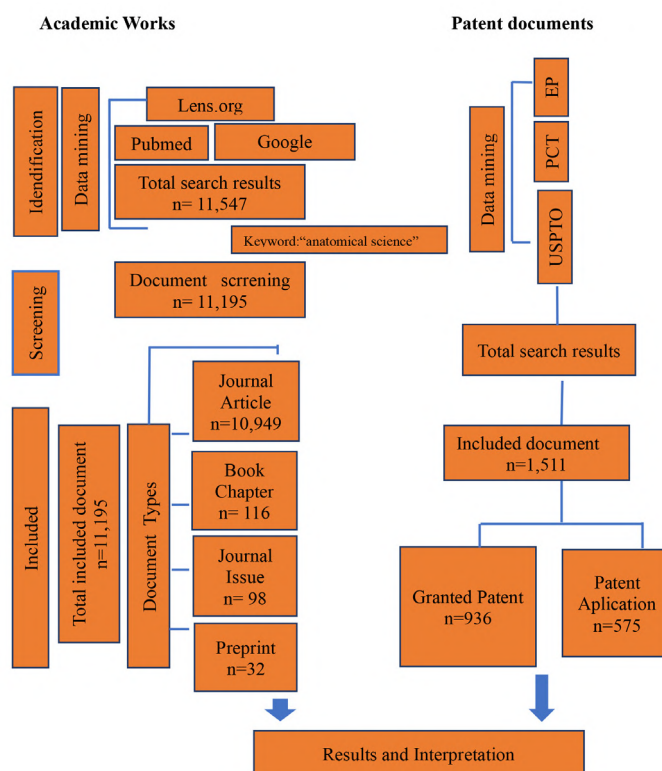 Academic Works
Patent documents
Idendification
Data mining
Lens.org
Pubmed
Google
Total search results
n= 11,547
Keyword:“anatomical science”
Screening
Document scrrening
n= 11,195
Included
Total included document
n=11,195
Document Types
Journal
Article
n=10,949
Book
Chapter
n= 116
Journal
Issue
n= 98
Preprint
n=32
Data mining
EP
PCT
USPTO
Total search results
Included document
n=1,511
Granted Patent
n=936
Patent
Aplication
n=575
Results and Interpretation